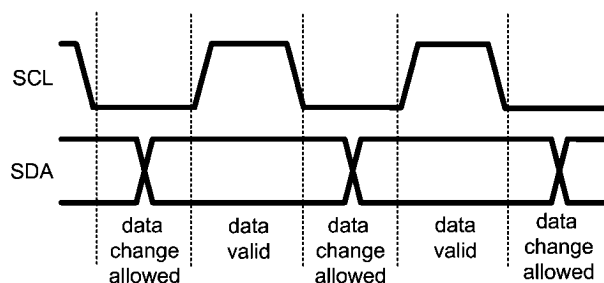 SCL
SDA
data
change
allowed
data
valid
data
change
allowed
data
valid
data
change
allowed